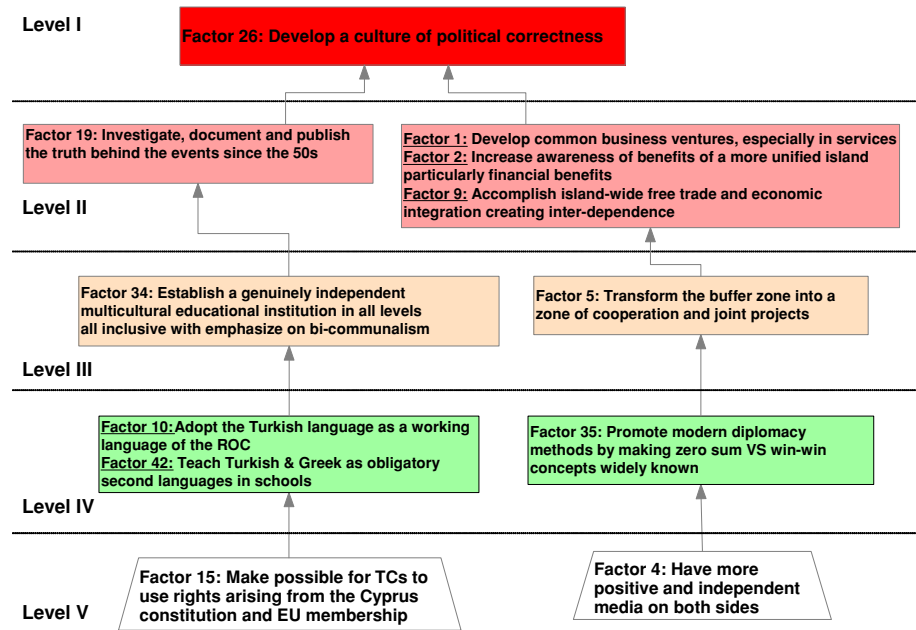 Level I
Factor 26: Develop a culture of political correctness
Factor 19: Investigate, document and publish
the truth behind the events since the 50s
Factor 1: Develop common business ventures, especially in services
Factor 2: Increase awareness of benefits of a more unified island
particularly financial benefits
Factor 9: Accomplish island-wide free trade and economic
integration creating inter-dependence
Level II
Factor 34: Establish a genuinely independent
multicultural educational institution in all levels
all inclusive with emphasize on bi-communalism
Factor 5: Transform the buffer zone into a
zone of cooperation and joint projects
Level III
Factor 10:Adopt the Turkish language as a working
language of the ROC
Factor 42: Teach Turkish & Greek as obligatory
second languages in schools
Factor 35: Promote modern diplomacy
methods by making zero sum VS win-win
concepts widely known
Level IV
Factor 15: Make possible for TCs to
use rights arising from the Cyprus
constitution and EU membership
Factor 4: Have more
positive and independent
media on both sides
Level V